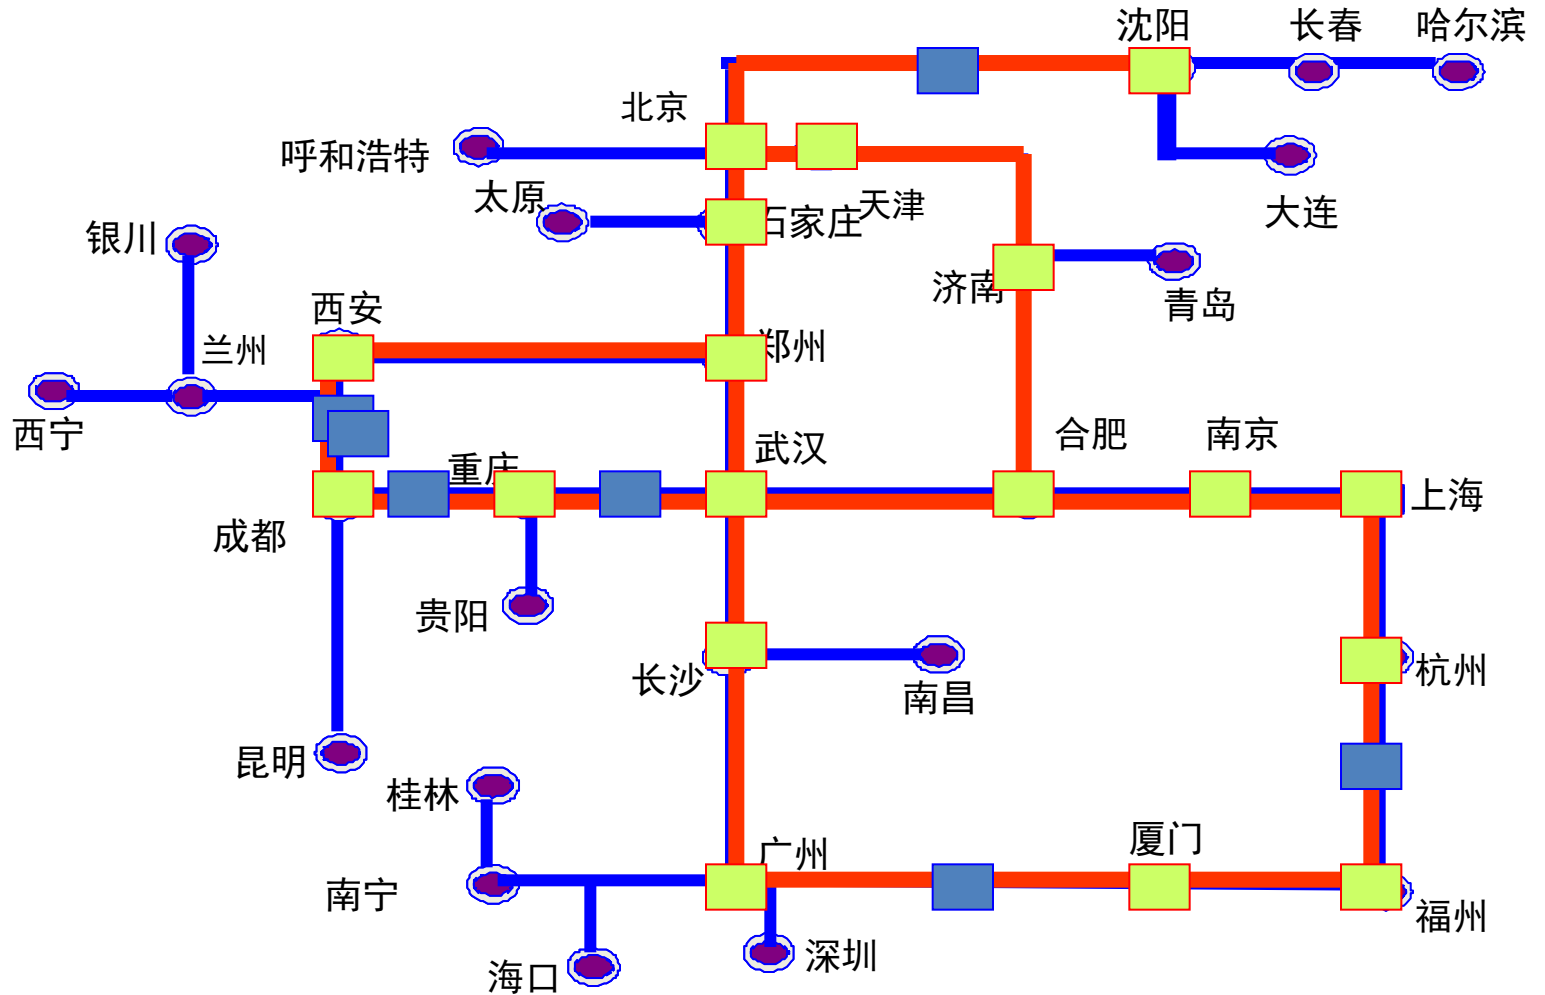 沈阳
长春
哈尔滨
北京
呼和浩特
太原
石家庄
天津
大连
银川
济南
青岛
西安
兰州
郑州
西宁
武汉
合肥
南京
重庆
上海
成都
贵阳
长沙
南昌
杭州
昆明
桂林
广州
厦门
南宁
福州
海口
深圳